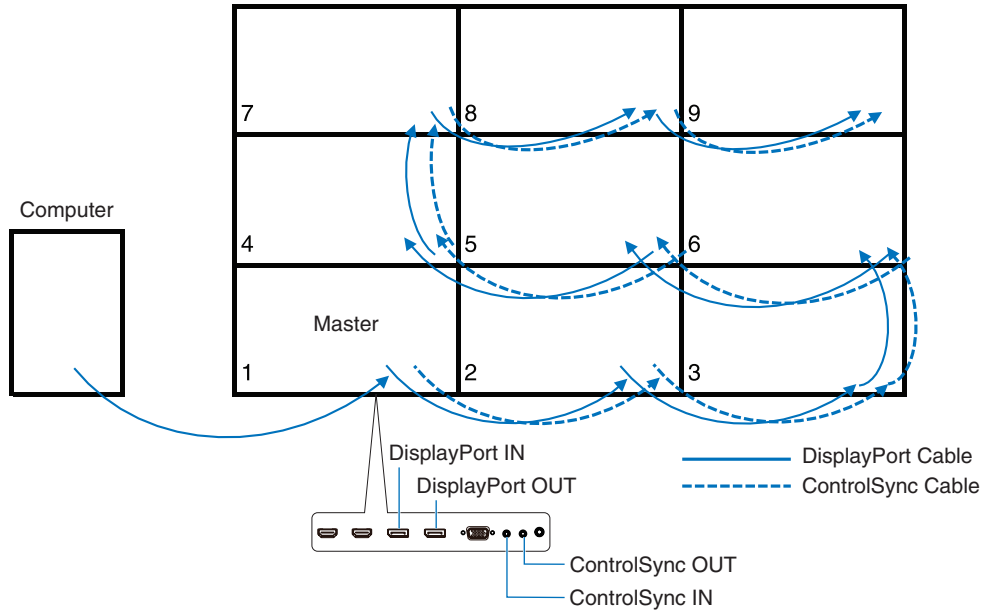 7
8
9
Computer
4
5
6
Master
1
2
3
DisplayPort IN
DisplayPort OUT
DisplayPort Cable
ControlSync Cable
ControlSync OUT
ControlSync IN